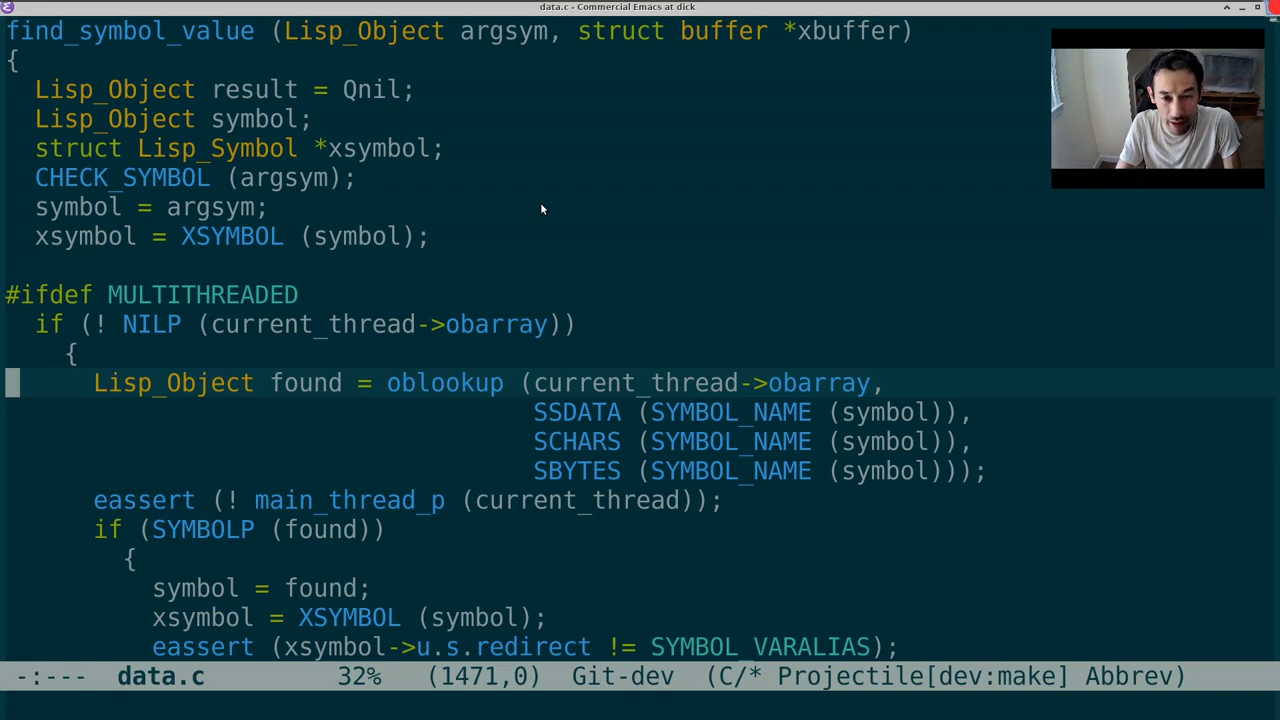 data.c - Commercial Emacs at dick
find_symbol_value (Lisp_Object argsym, struct buffer *xbuffer)
{
  Lisp_Object result = Qnil;
  Lisp_Object symbol;
  struct Lisp_Symbol *xsymbol;
  CHECK_SYMBOL (argsym);
  symbol = argsym;
  xsymbol = XSYMBOL (symbol);

#ifdef MULTITHREADED
  if (! NILP (current_thread->obarray))
    {
      Lisp_Object found = oblookup (current_thread->obarray,
                                    SSDATA (SYMBOL_NAME (symbol)),
                                    SCHARS (SYMBOL_NAME (symbol)),
                                    SBYTES (SYMBOL_NAME (symbol)));
      eassert (! main_thread_p (current_thread));
      if (SYMBOLP (found))
        {
          symbol = found;
          xsymbol = XSYMBOL (symbol);
          eassert (xsymbol->u.s.redirect != SYMBOL_VARALIAS);
-:--- data.c 32% (1471,0) Git-dev (C/* Projectile[dev:make] Abbrev)